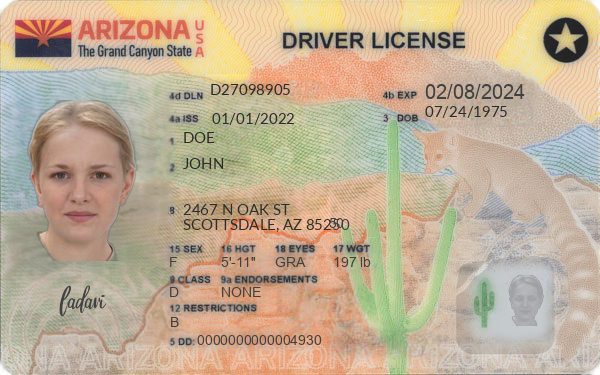 ARIZONA USA
The Grand Canyon State
DRIVER LICENSE
4d DLN D27098905
4b EXP 02/08/2024
4a ISS 01/01/2022
3 DOB 07/24/1975
1 DOE
2 JOHN
8 2467 N OAK ST
SCOTTSDALE, AZ
15 SEX 16 HGT 18 EYES 17 WGT
F 5'-11" GRA 197 lb
9 CLASS 9a ENDORSEMENTS
D NONE
12 RESTRICTIONS
B
5 DD: 0000000000004930
ARIZONA ARIZONA ARIZONA ARIZONA